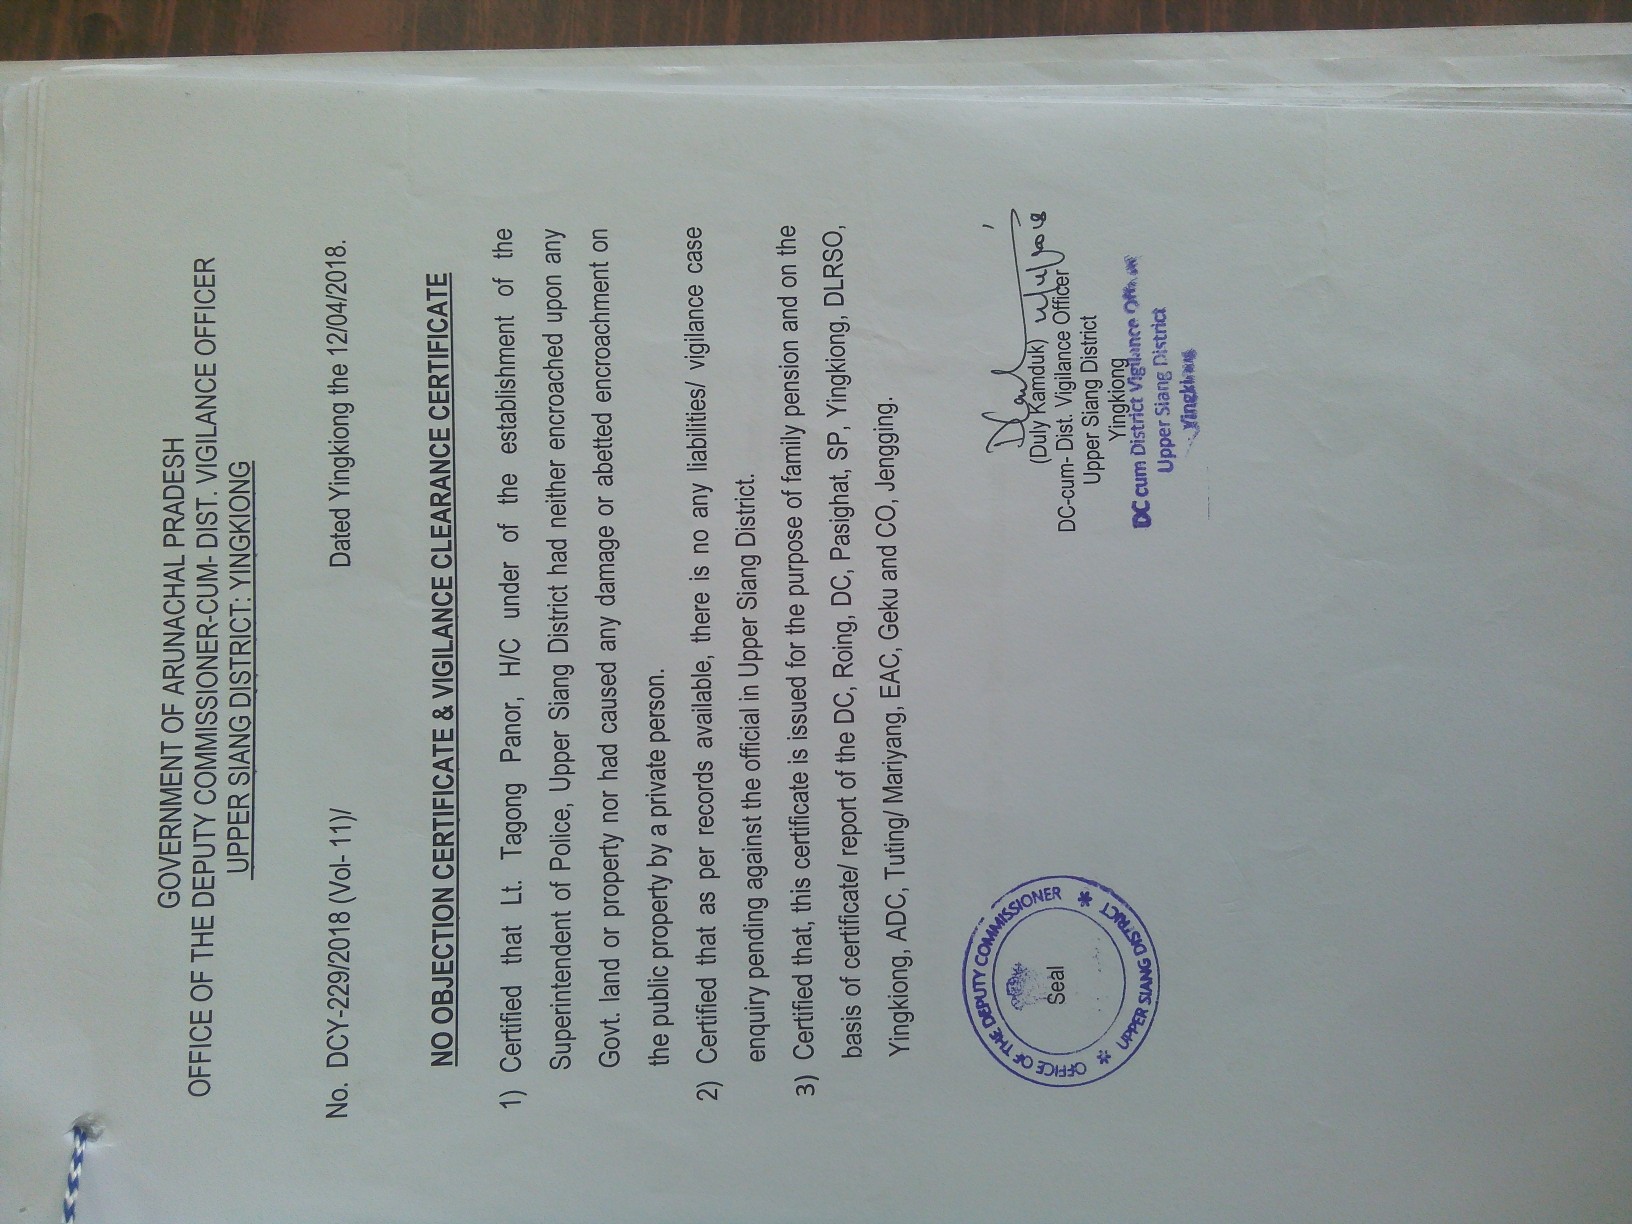 GOVERNMENT OF ARUNACHAL PRADESH
OFFICE OF THE DEPUTY COMMISSIONER-CUM- DIST. VIGILANCE OFFICER
UPPER SIANG DISTRICT: YINGKIONG
No. DCY-229/2018 (Vol- 11)/ Dated Yingkiong the 12/04/2018.
NO OBJECTION CERTIFICATE & VIGILANCE CLEARANCE CERTIFICATE
1) Certified that Lt. Tagong Panor, H/C under of the establishment of the
Superintendent of Police, Upper Siang District had neither encroached upon any
Govt. land or property nor had caused any damage or abetted encroachment on
the public property by a private person.
2) Certified that as per records available, there is no any liabilities/ vigilance case
enquiry pending against the official in Upper Siang District.
3) Certified that, this certificate is issued for the purpose of family pension and on the
basis of certificate/ report of the DC, Roing, DC, Pasighat, SP, Yingkiong, DLRSO,
Yingkiong, ADC, Tuting/ Mariyang, EAC, Geku and CO, Jengging.
OFFICE OF THE DEPUTY COMMISSIONER
UPPER SIANG DISTRICT
Seal
(Duly Kamduk)
DC-cum- Dist. Vigilance Officer
Upper Siang District
Yingkiong
DC cum District Vigilance Officer
Upper Siang District
Yingkiong